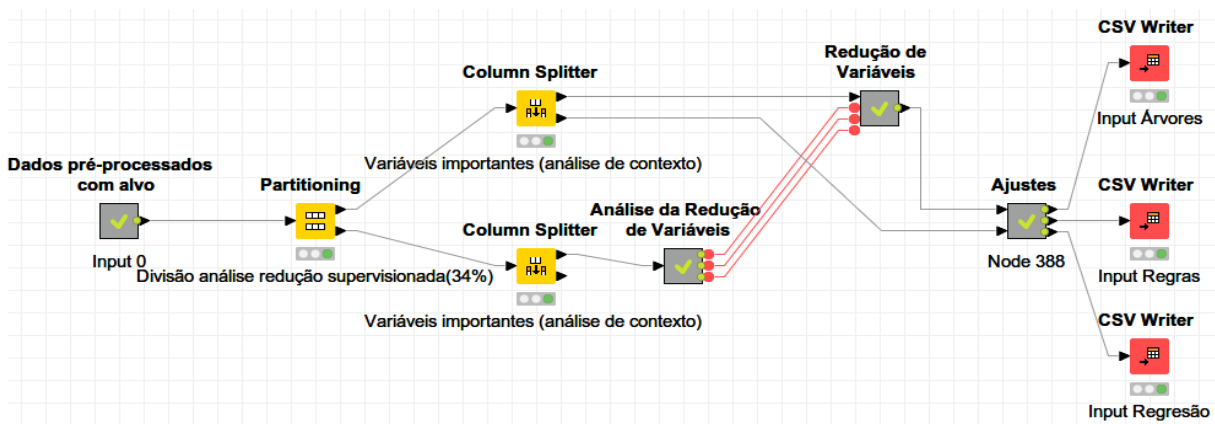 CSV Writer
Redução de
Variáveis
Column Splitter
Input Árvores
Variáveis importantes (análise de contexto)
Dados pré-processados
com alvo
Partitioning
Ajustes
CSV Writer
Análise da Redução
de Variáveis
Column Splitter
Input 0
Divisão análise redução supervisionada(34%)
Node 388
Input Regras
Variáveis importantes (análise de contexto)
CSV Writer
Input Regresão